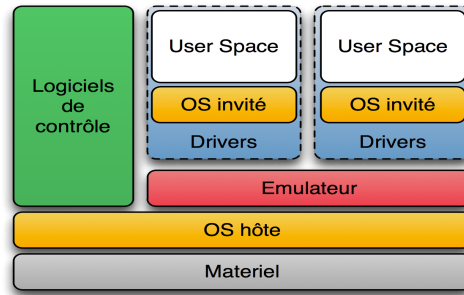 Logiciels
de
contrôle
User Space
OS invité
Drivers
User Space
OS invité
Drivers
Emulateur
OS hôte
Materiel